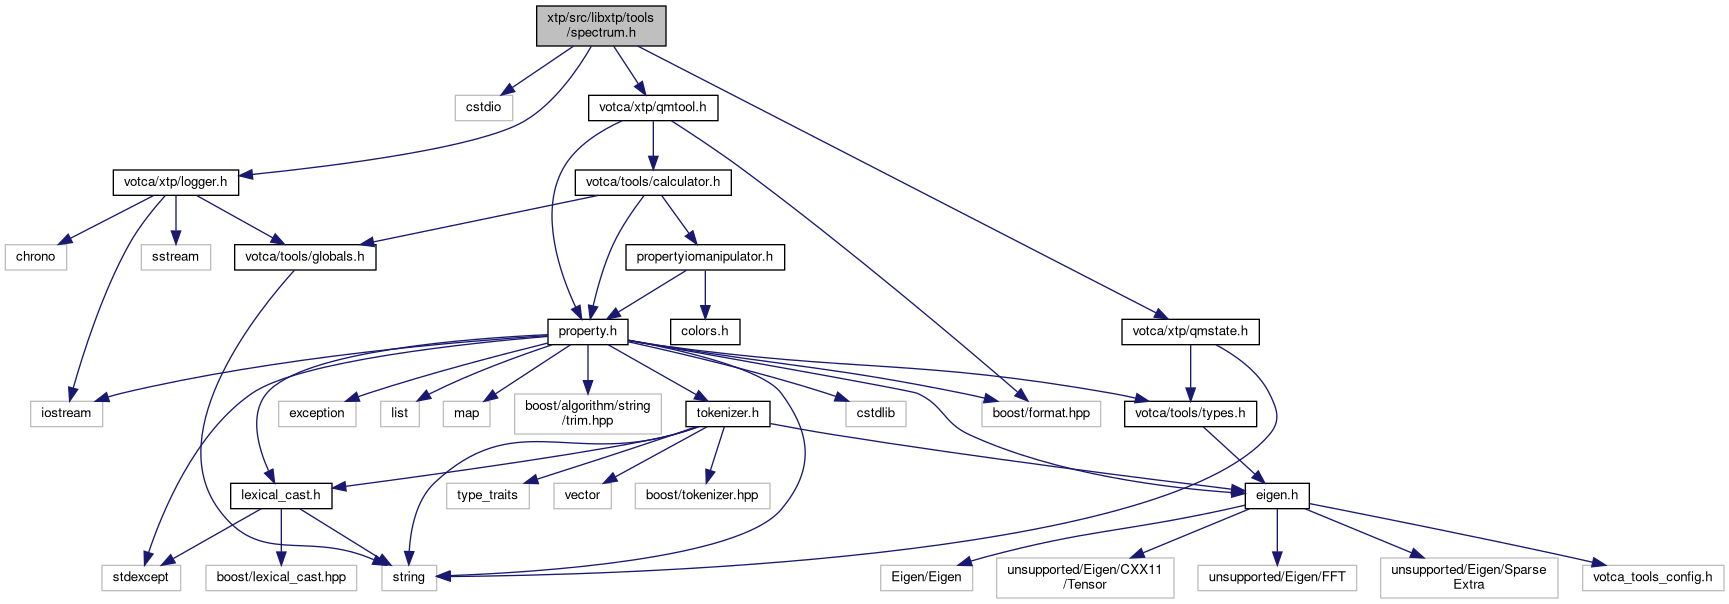 xtp/src/libxtp/tools
/spectrum.h
cstdio
votca/xtp/qmtool.h
votca/xtp/logger.h
votca/tools/calculator.h
chrono
sstream
votca/tools/globals.h
propertyiomanipulator.h
property.h
colors.h
votca/xtp/qmstate.h
iostream
exception
list
map
boost/algorithm/string
/trim.hpp
tokenizer.h
cstdlib
boost/format.hpp
votca/tools/types.h
lexical_cast.h
type_traits
vector
boost/tokenizer.hpp
eigen.h
stdexcept
boost/lexical_cast.hpp
string
Eigen/Eigen
unsupported/Eigen/CXX11
/Tensor
unsupported/Eigen/FFT
unsupported/Eigen/Sparse
Extra
votca_tools_config.h